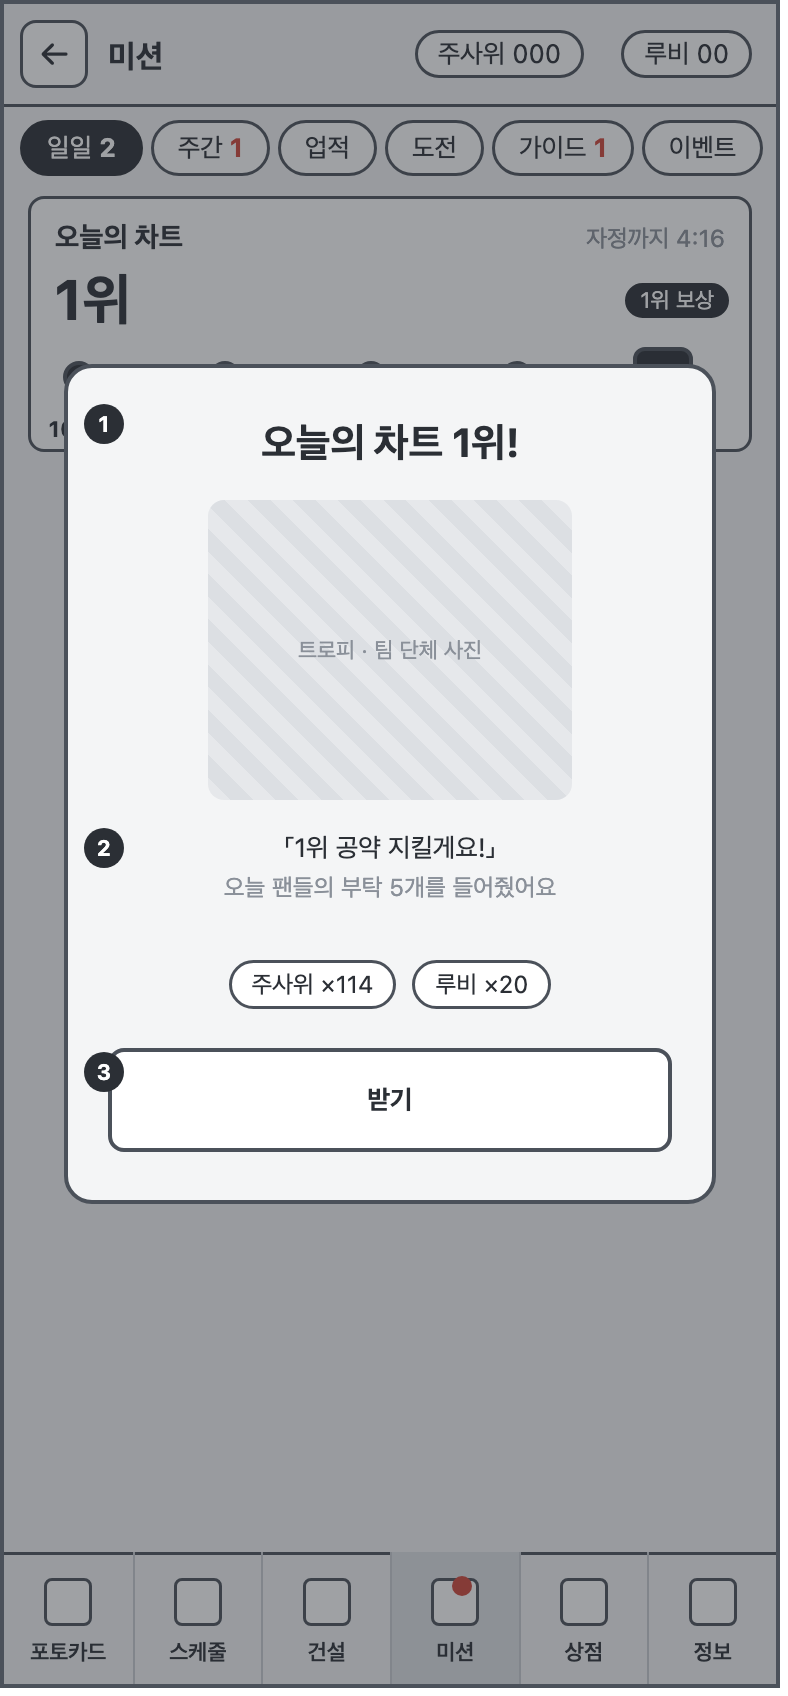 미션
주사위 000
루비 00
일일 2
주간 1
업적
도전
가이드 1
이벤트
오늘의 차트
자정까지 4:16
1위
1위 보상
1
오늘의 차트 1위!
트로피 · 팀 단체 사진
2
「1위 공약 지킬게요!」
오늘 팬들의 부탁 5개를 들어줬어요
주사위 ×114
루비 ×20
3
받기
포토카드
스케줄
건설
미션
상점
정보